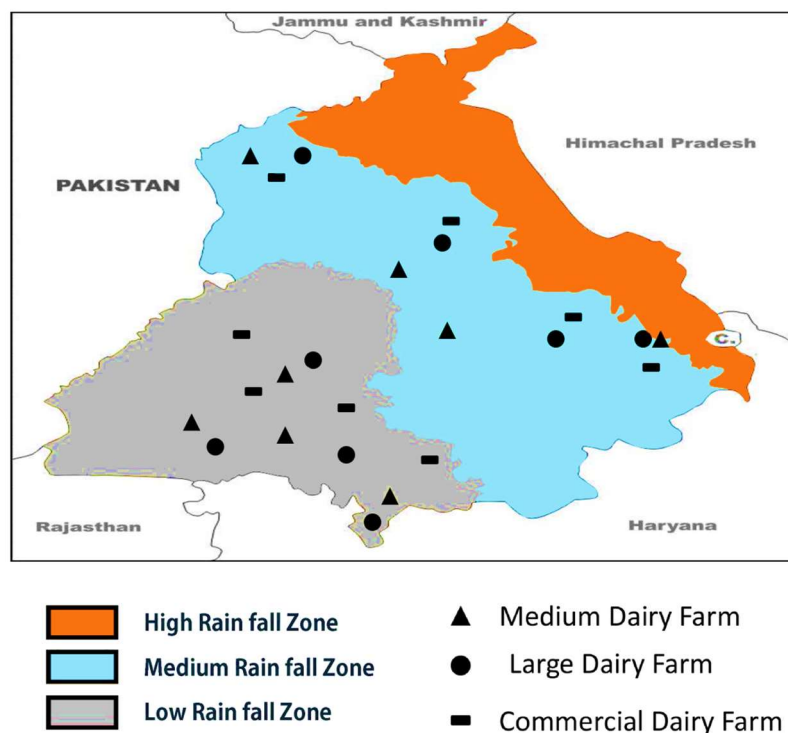 Jammu and Kashmir
Himachal Pradesh
PAKISTAN
C.
Rajasthan
Haryana
High Rain fall Zone
Medium Dairy Farm
Medium Rain fall Zone
Large Dairy Farm
Low Rain fall Zone
Commercial Dairy Farm